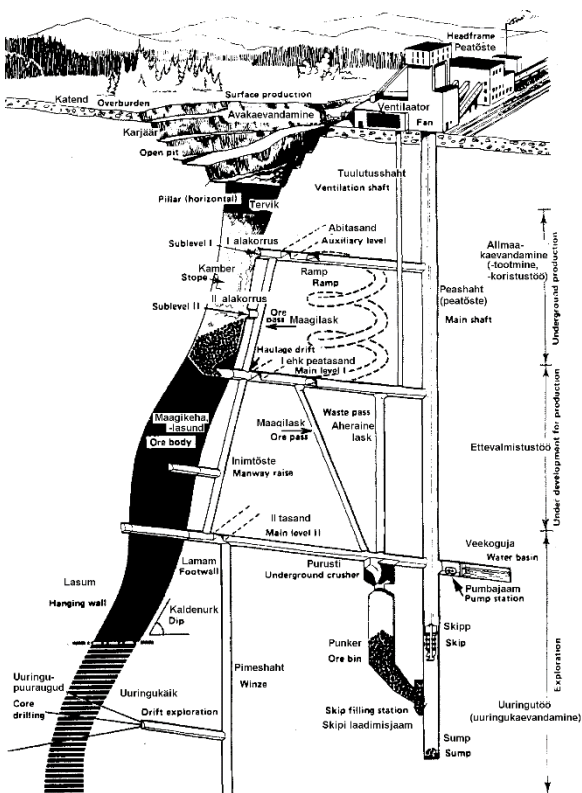 Headframe
Peatõste
Katend
Overburden
Surface production
Avakaevandamine
Ventilaator
Fan
Karjäär
Open pit
Tuulutusshaht
Ventilation shaft
Pillar (horizontal)
Tervik
Abitasand
Auxiliary level
I alakorrus
Sublevel I
Allmaa-
kaevandamine
(-tootmine,
-koristustöö)
Underground production
Kamber
Stope
Ramp
Ramp
Peashaht
(peatõste)
Main shaft
II alakorrus
Sublevel II
Ore
pass
Maagilask
Haulage drift
I ehk peatasand
Main level I
Waste pass
Aheraine
lask
Maagikeha,
-lasund
Ore body
Maagilask
Ore pass
Ettevalmistustöö
Under development for production
Inimtõste
Manway raise
II tasand
Main level II
Veekoguja
Water basin
Lamam
Footwall
Purusti
Underground crusher
Pumbajaam
Pump station
Lasum
Hanging wall
Kaldenurk
Dip
Skipp
Skip
Punker
Ore bin
Exploration
Uuringu-
puuraugud
Core
drilling
Uuringukäik
Drift exploration
Pimeshaht
Winze
Skip filling station
Skipi laadimisjaam
Uuringutöö
(uuringukaevandamine)
Sump
Sump